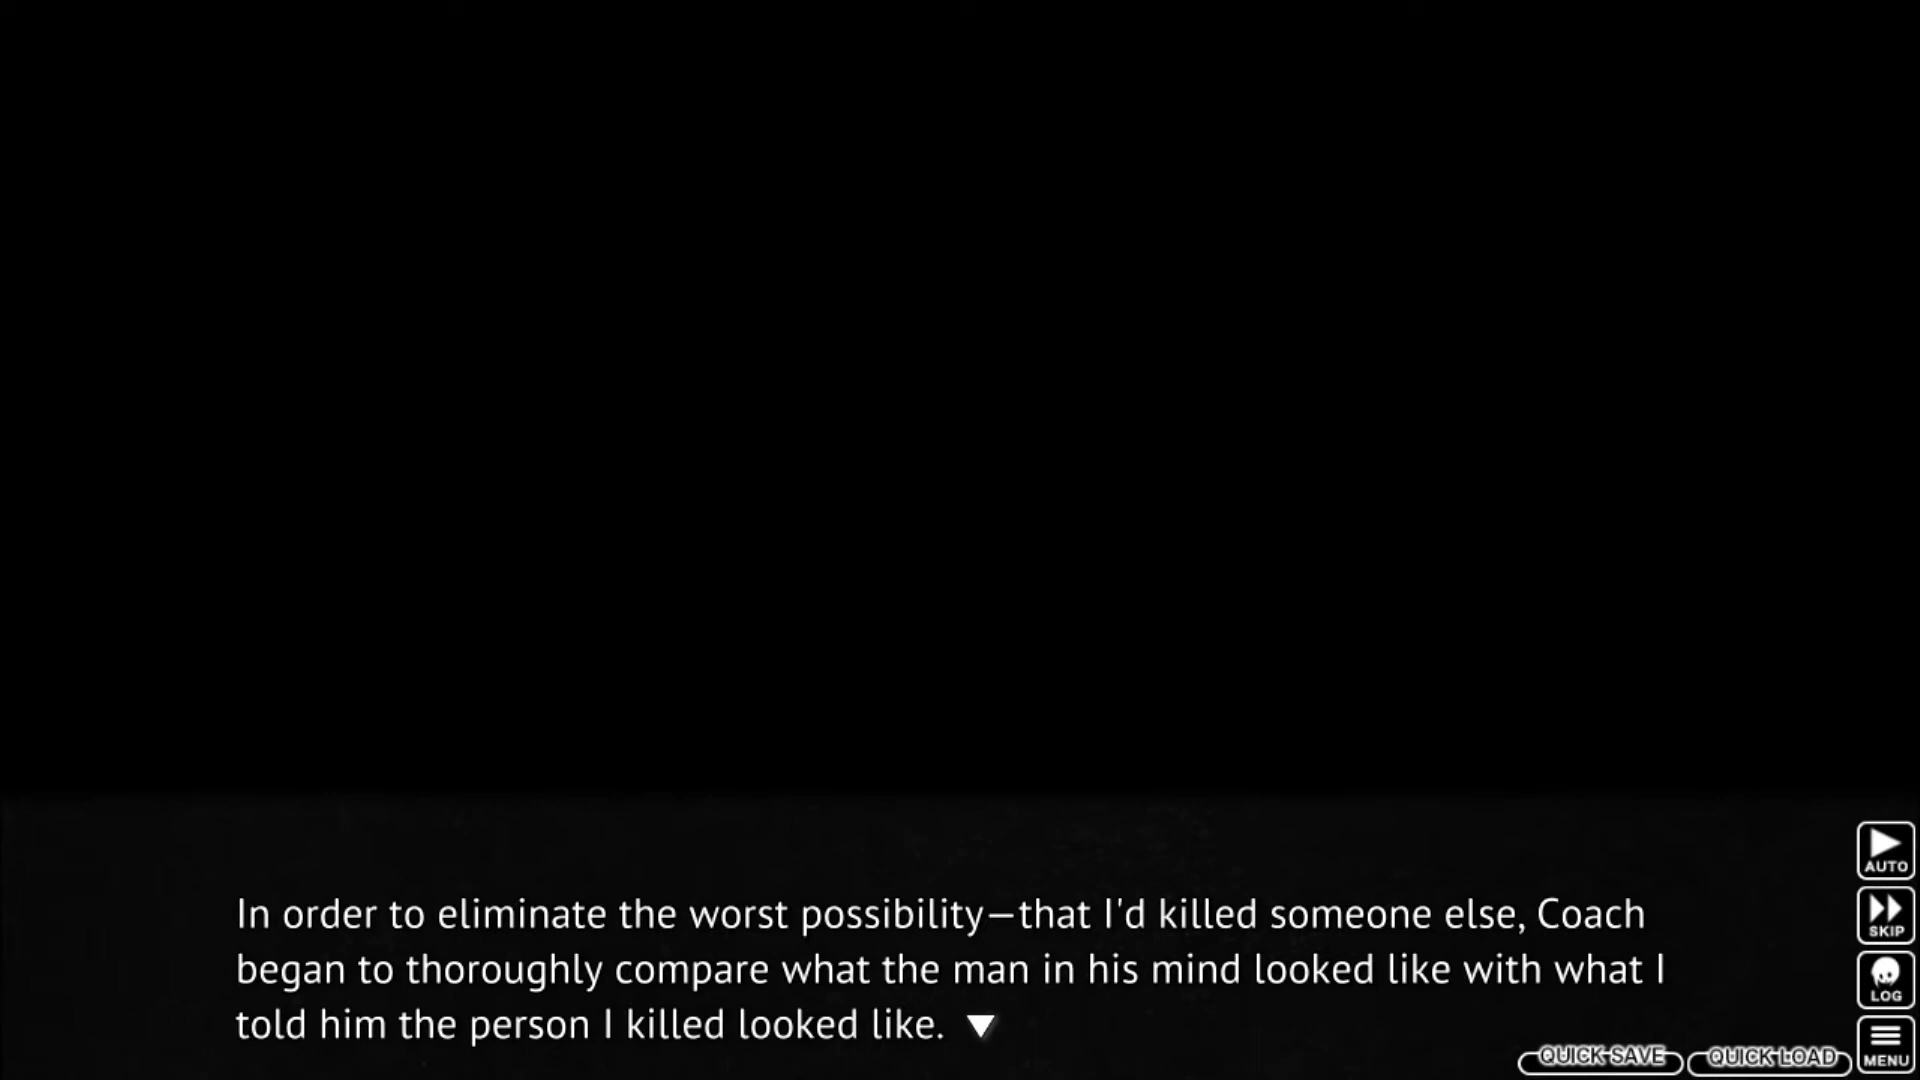 In order to eliminate the worst possibility—that I'd killed someone else, Coach
began to thoroughly compare what the man in his mind looked like with what I
told him the person I killed looked like.
AUTO
SKIP
LOG
MENU
QUICK SAVE
QUICK LOAD